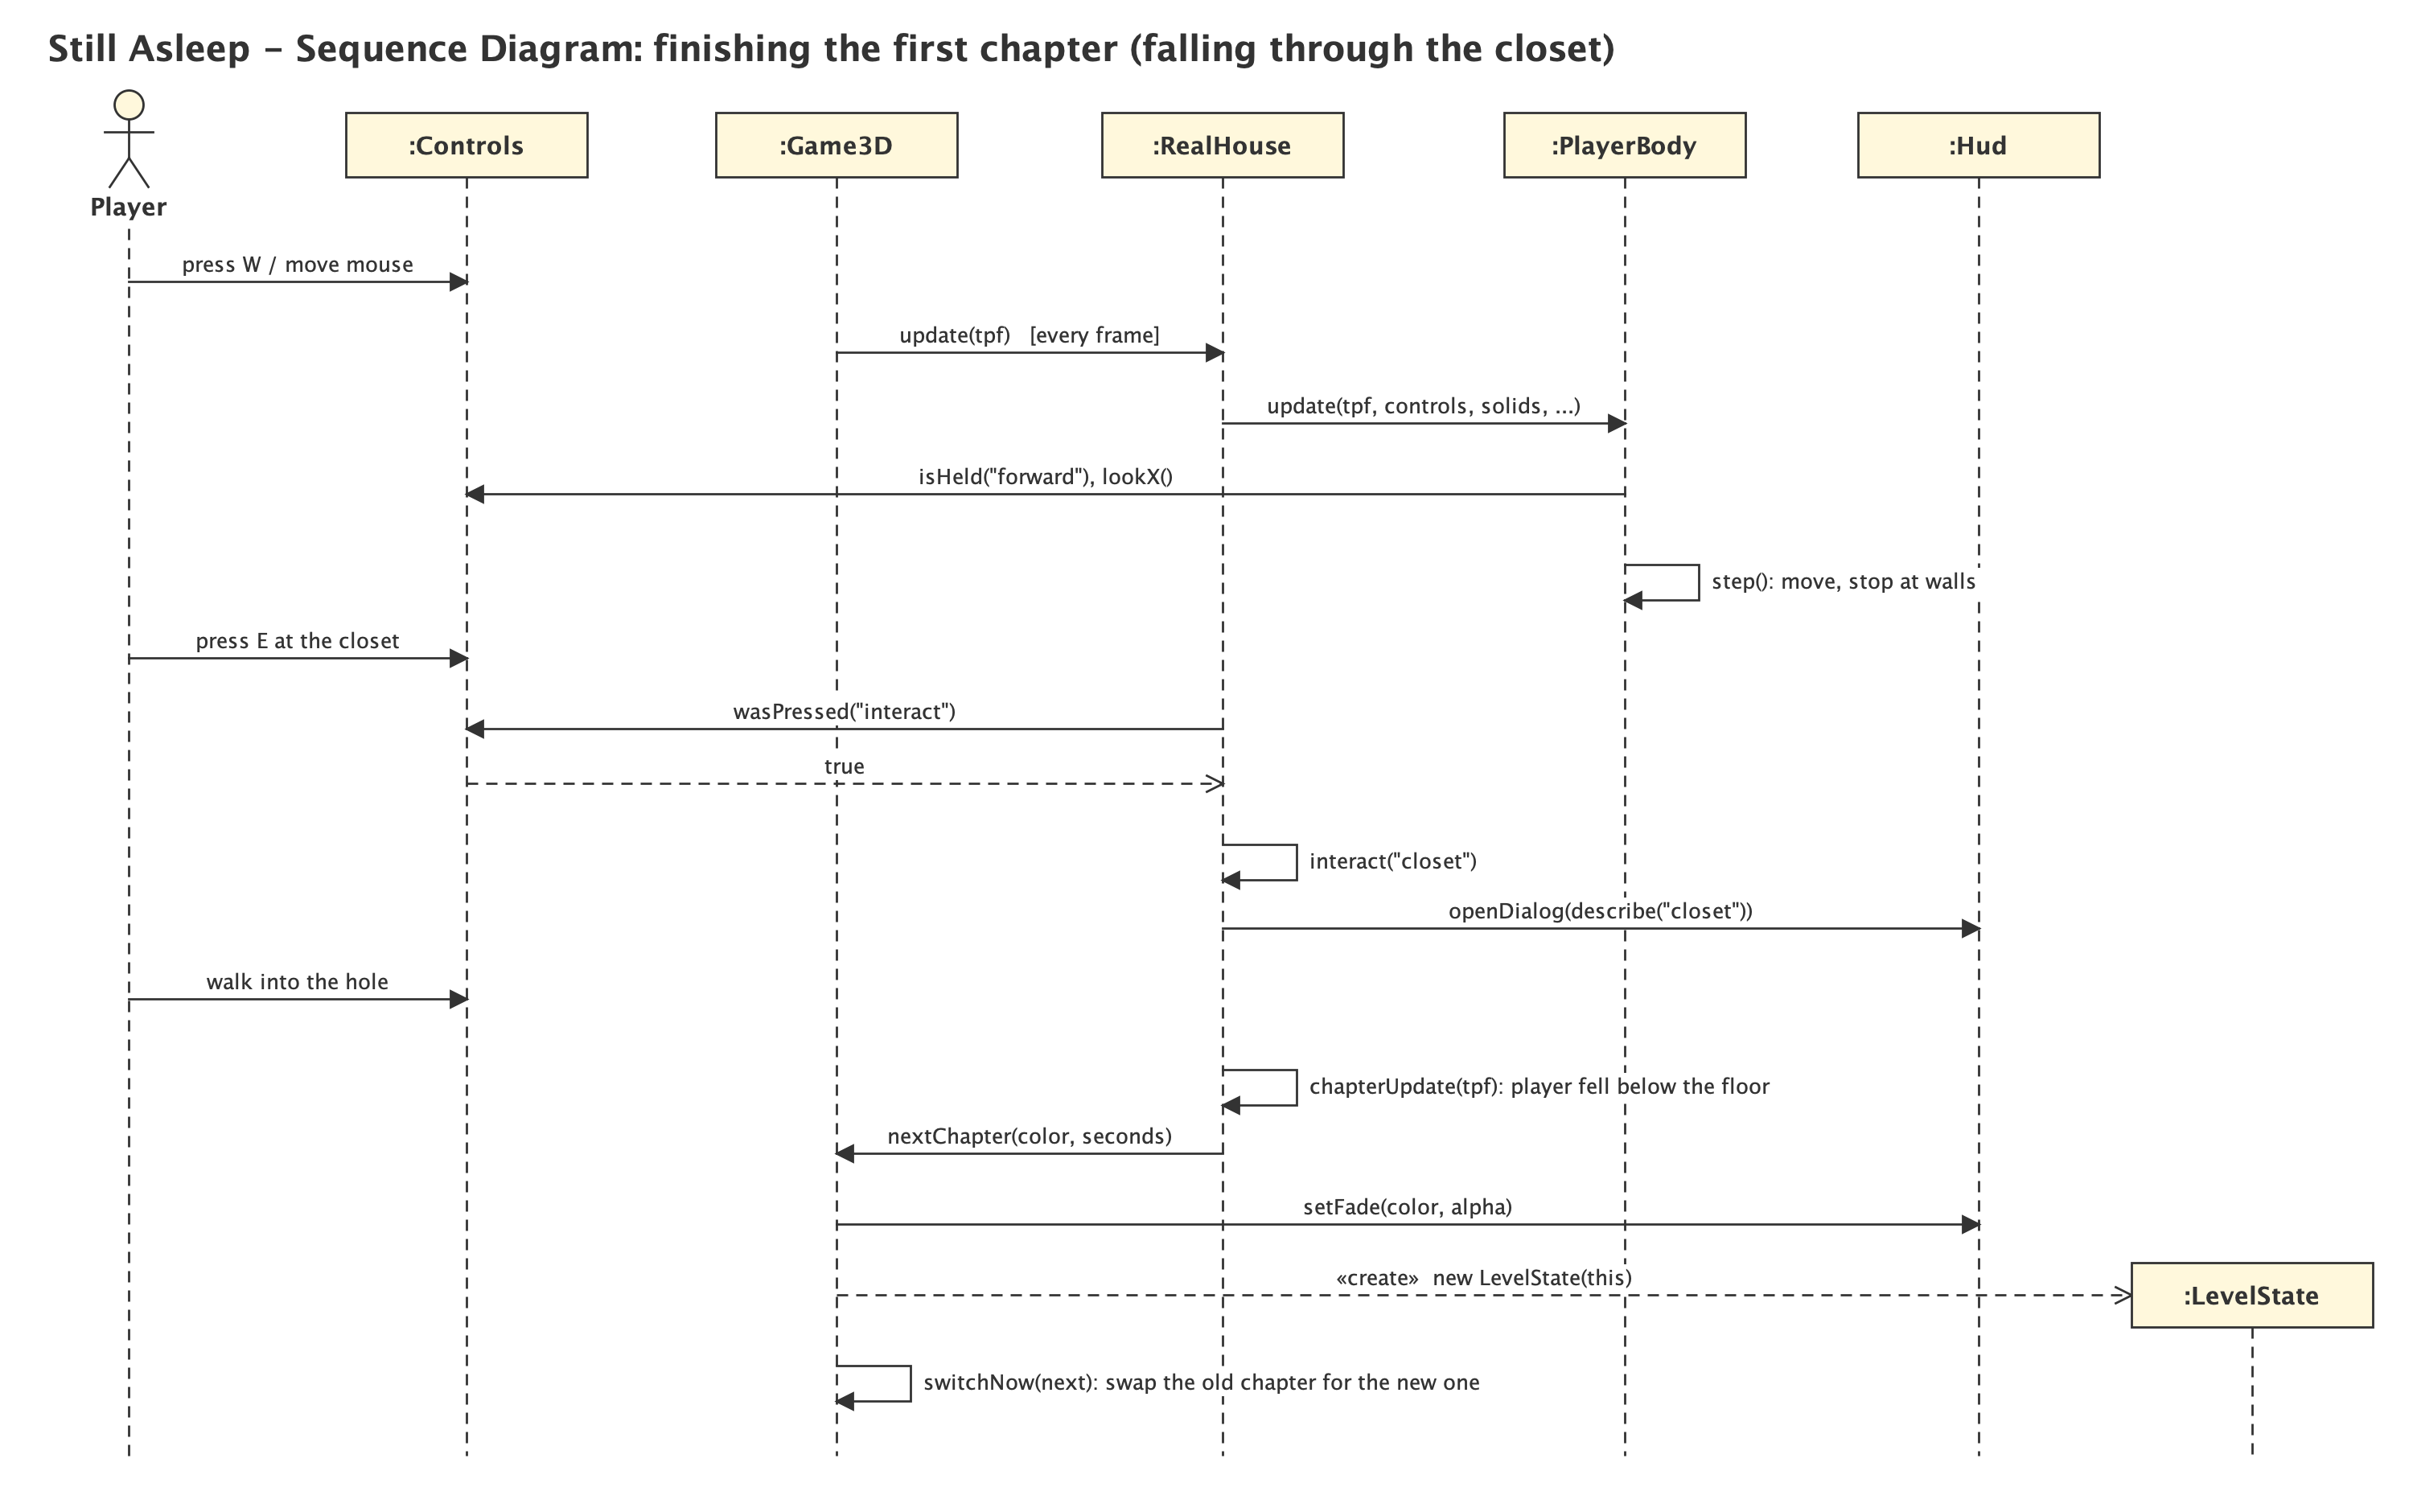 Still Asleep – Sequence Diagram: finishing the first chapter (falling through the closet)
:Controls
:Game3D
:RealHouse
:PlayerBody
:Hud
Player
press W / move mouse
update(tpf)   [every frame]
update(tpf, controls, solids, ...)
isHeld("forward"), lookX()
step(): move, stop at walls
press E at the closet
wasPressed("interact")
true
interact("closet")
openDialog(describe("closet"))
walk into the hole
chapterUpdate(tpf): player fell below the floor
nextChapter(color, seconds)
setFade(color, alpha)
«create»  new LevelState(this)
:LevelState
switchNow(next): swap the old chapter for the new one